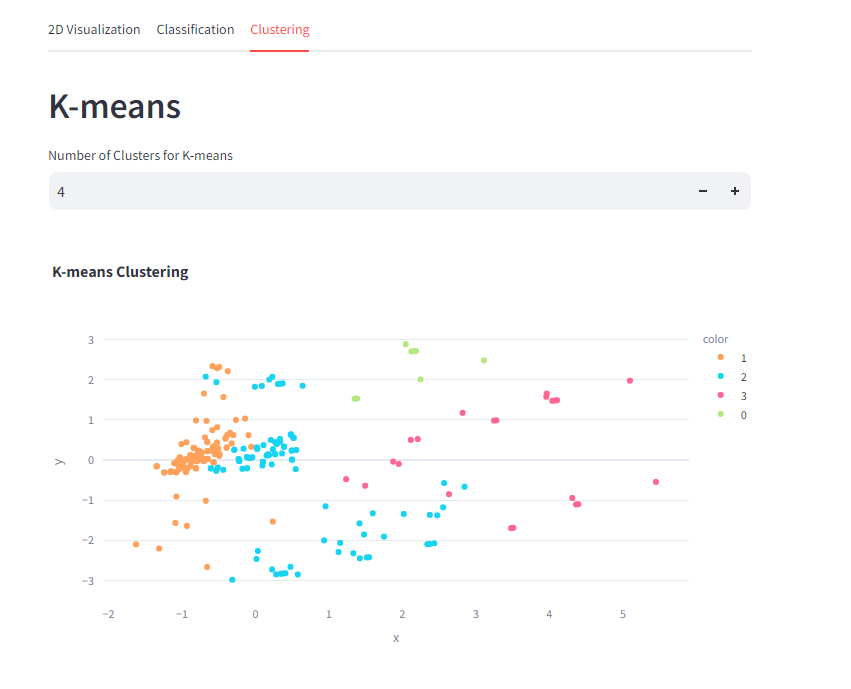 2D Visualization Classification Clustering
K-means
Number of Clusters for K-means
4 − +
K-means Clustering
color
1
2
3
0
3
2
1
0
−1
−2
−3
y
−2 −1 0 1 2 3 4 5
x